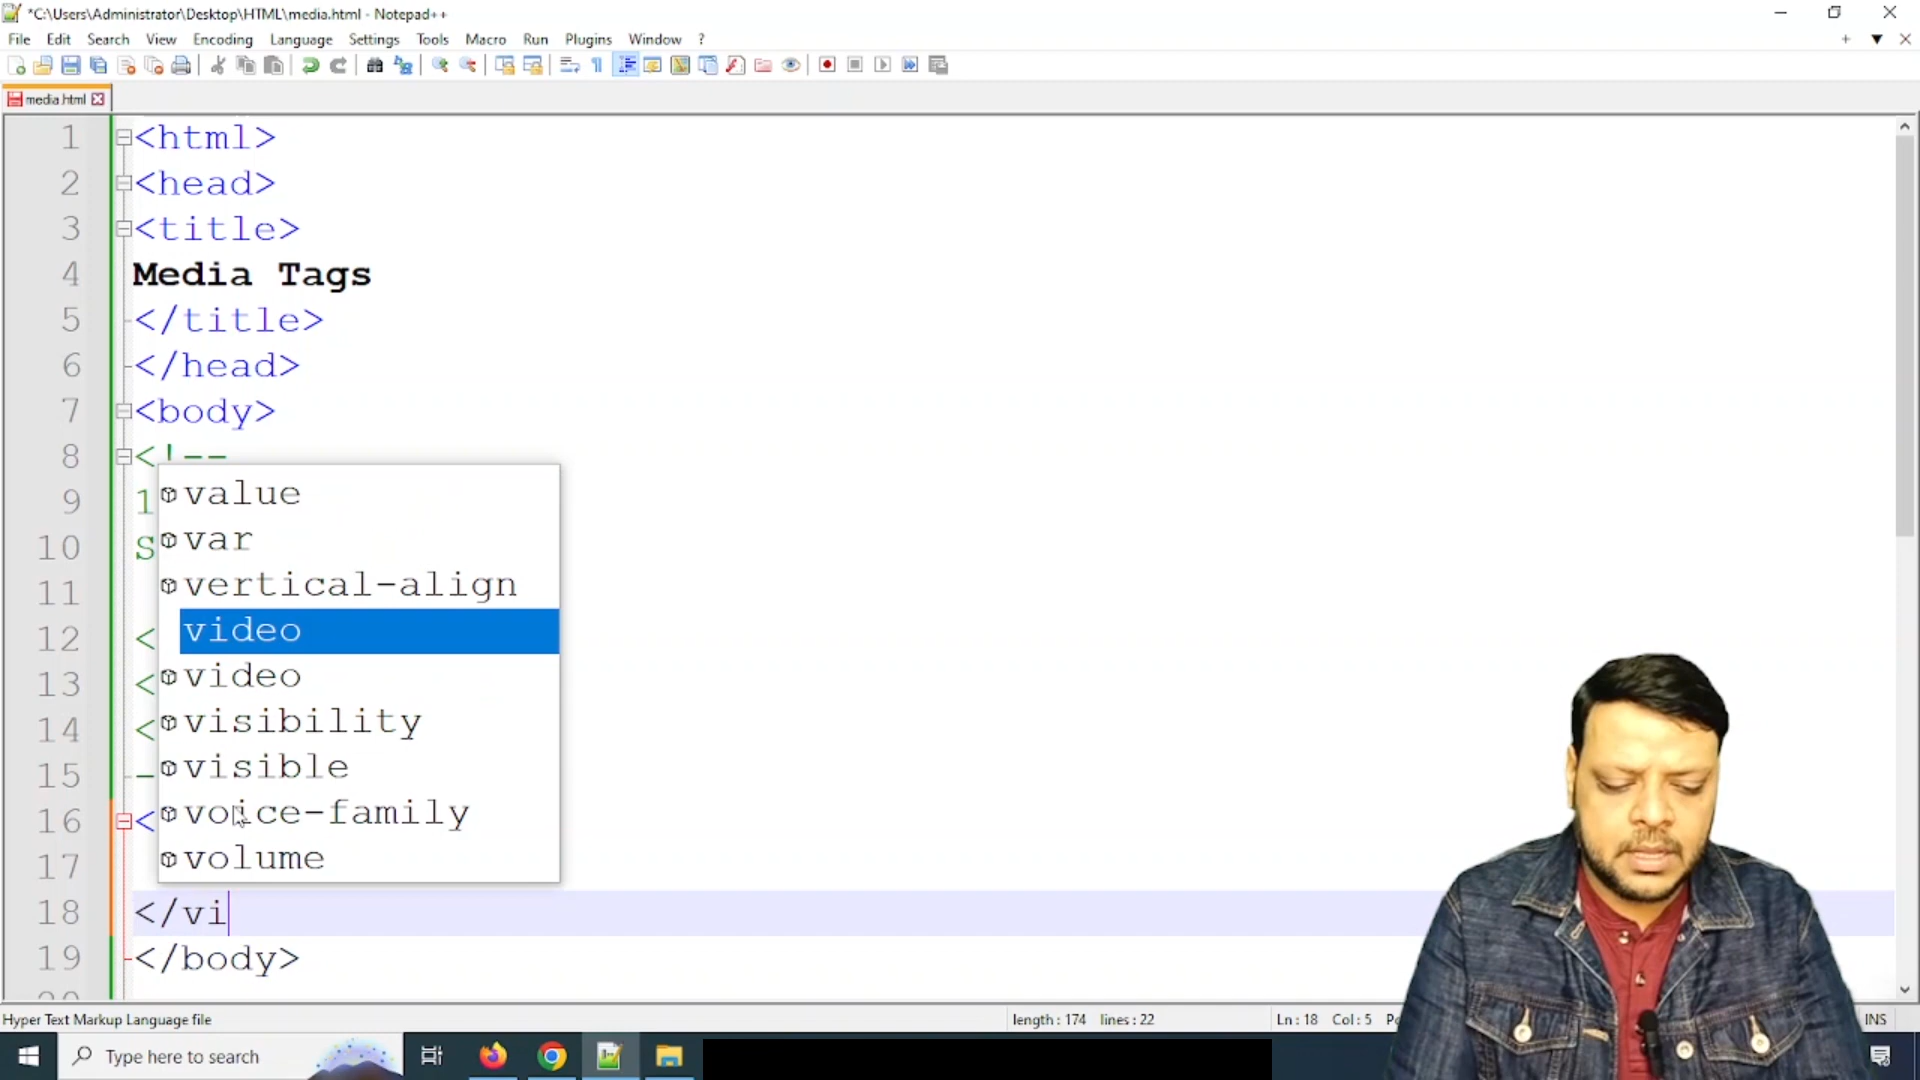 *C:\Users\Administrator\Desktop\HTML\media.html - Notepad++
File Edit Search View Encoding Language Settings Tools Macro Run Plugins Window ?
media.html
1 <html>
2 <head>
3 <title>
4 Media Tags
5 </title>
6 </head>
7 <body>
8 <!--
9 1
10 S
11
12 <
13 <
14 <
15 -
16 <
17
18 </vi
19 </body>
value
var
vertical-align
video
video
visibility
visible
voice-family
volume
Hyper Text Markup Language file
length : 174 lines : 22
Ln : 18 Col : 5
INS
Type here to search